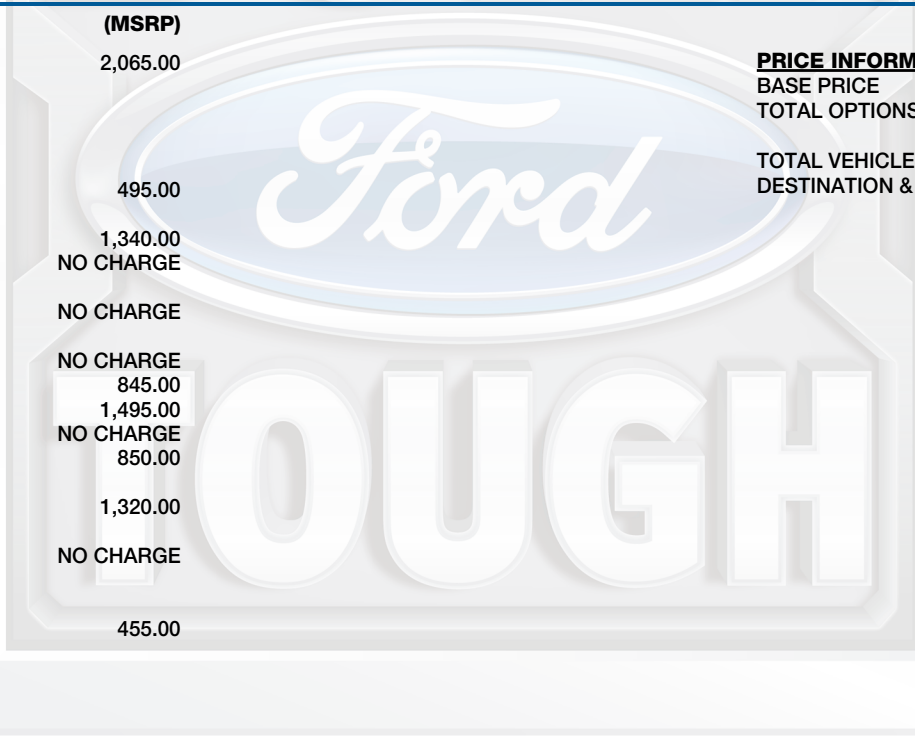 (MSRP)
2,065.00
495.00
1,340.00
NO CHARGE
NO CHARGE
NO CHARGE
845.00
1,495.00
NO CHARGE
850.00
1,320.00
NO CHARGE
455.00
PRICE INFORM
BASE PRICE
TOTAL OPTIONS
TOTAL VEHICLE
DESTINATION &
Ford
TOUGH